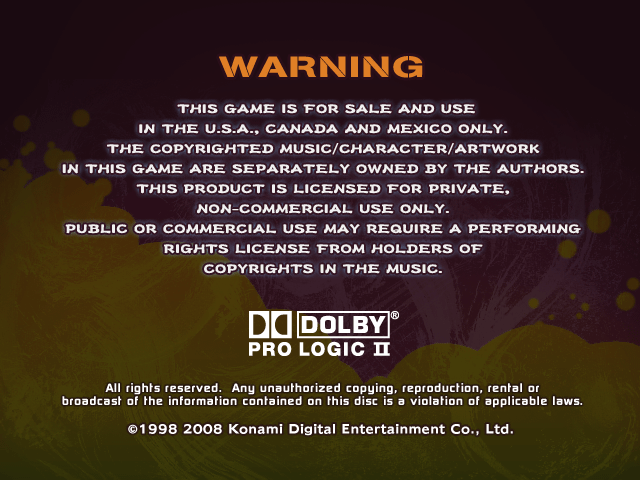 WARNING
THIS GAME IS FOR SALE AND USE
IN THE U.S.A., CANADA AND MEXICO ONLY.
THE COPYRIGHTED MUSIC/CHARACTER/ARTWORK
IN THIS GAME ARE SEPARATELY OWNED BY THE AUTHORS.
THIS PRODUCT IS LICENSED FOR PRIVATE,
NON-COMMERCIAL USE ONLY.
PUBLIC OR COMMERCIAL USE MAY REQUIRE A PERFORMING
RIGHTS LICENSE FROM HOLDERS OF
COPYRIGHTS IN THE MUSIC.
DOLBY®
PRO LOGIC II
All rights reserved. Any unauthorized copying, reproduction, rental or
broadcast of the information contained on this disc is a violation of applicable laws.
©1998 2008 Konami Digital Entertainment Co., Ltd.